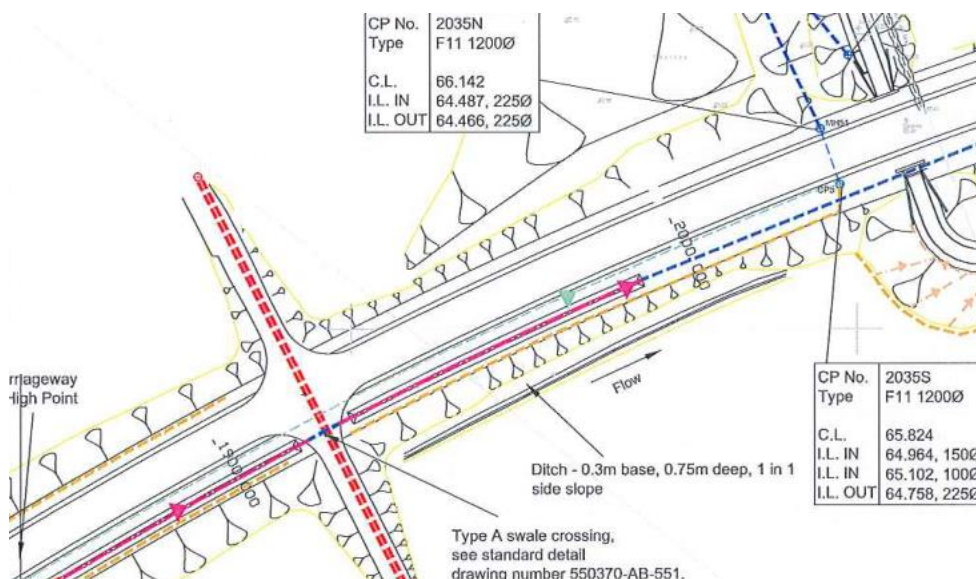 CP No. 2035N
Type F11 1200Ø
C.L. 66.142
I.L. IN 64.487, 225Ø
I.L. OUT 64.466, 225Ø
CPS
-2000.000
rriageway
High Point
-1900.000
Flow
Ditch - 0.3m base, 0.75m deep, 1 in 1
side slope
CP No. 2035S
Type F11 1200Ø
C.L. 65.824
I.L. IN 64.964, 150Ø
I.L. IN 65.102, 100Ø
I.L. OUT 64.758, 225Ø
Type A swale crossing,
see standard detail
drawing number 550370-AB-551.